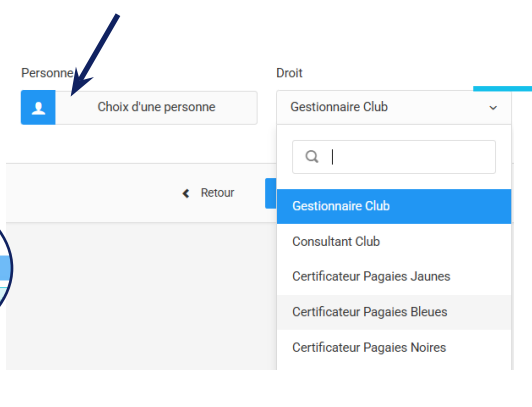 Personne
Droit
Choix d'une personne
Gestionnaire Club
Retour
Gestionnaire Club
Consultant Club
Certificateur Pagaies Jaunes
Certificateur Pagaies Bleues
Certificateur Pagaies Noires